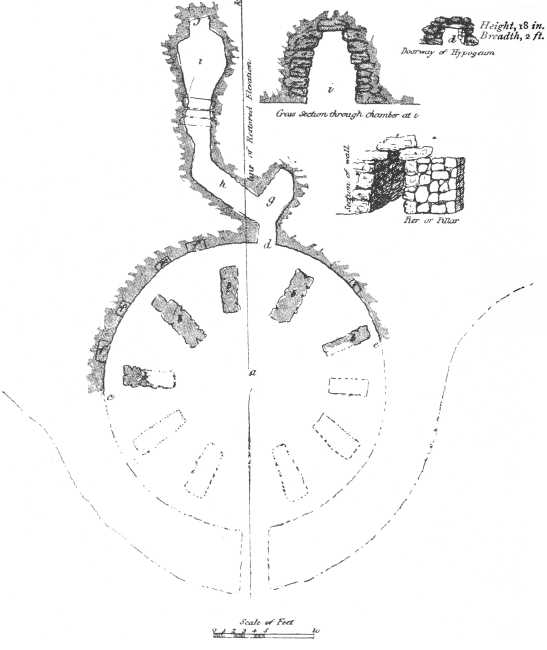 Height, 18 in.
Breadth, 2 ft.
d
Doorway of Hypogeum
i
Cross Section through chamber at i
Line of Restored Elevation
Section of wall
Pier or Pillar
k
j
i
h
g
d
b
b
b
b
a
c
c
Scale of Feet
0 1 2 3 4 5 10